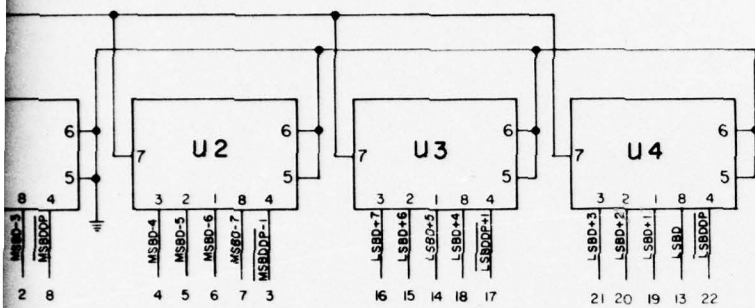 6
7 U2 6
7 U3 6
7 U4 6
5 5 5 5
8 4 3 2 1 8 4 3 2 1 8 4 3 2 1 8 4
MSBD-3 MSBDDP MSBD-4 MSBD-5 MSBD-6 MSBD-7 MSBDDP-1 LSBD+7 LSBD+6 LSBD+5 LSBD+4 LSBDDP+1 LSBD+3 LSBD+2 LSBD+1 LSBD LSBDDP
2 8 4 5 6 7 3 16 15 14 18 17 21 20 19 13 22